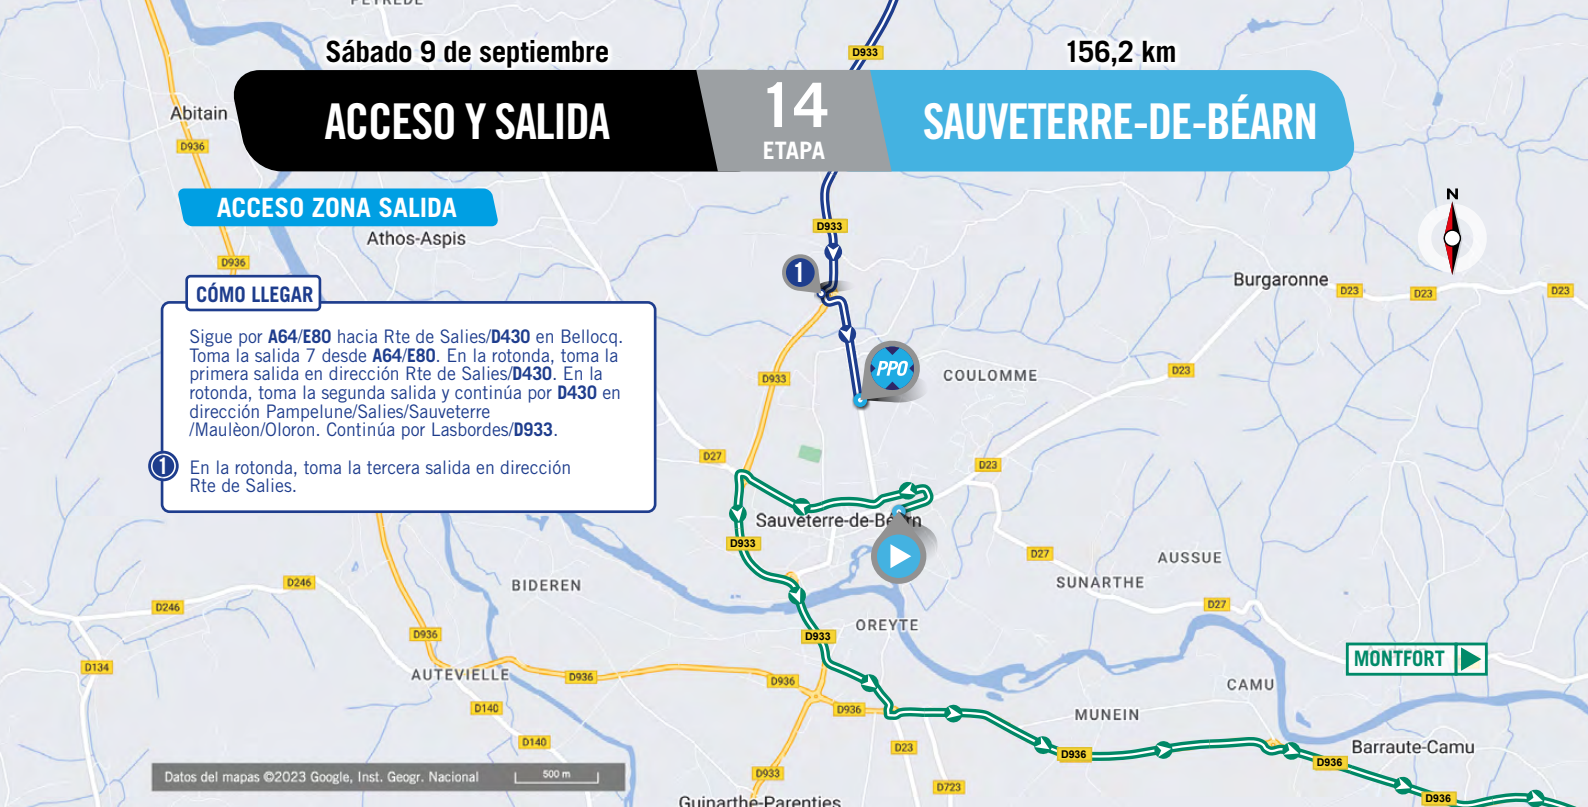 PEYRÈDE
Sábado 9 de septiembre
156,2 km
D933
ACCESO Y SALIDA
14
ETAPA
SAUVETERRE-DE-BÉARN
Abitain
D936
ACCESO ZONA SALIDA
Athos-Aspis
D933
N
D936
1
Burgaronne
D23
D23
D23
CÓMO LLEGAR
Sigue por A64/E80 hacia Rte de Salies/D430 en Bellocq.
Toma la salida 7 desde A64/E80. En la rotonda, toma la
primera salida en dirección Rte de Salies/D430. En la
rotonda, toma la segunda salida y continúa por D430 en
dirección Pampelune/Salies/Sauveterre
/Maulèon/Oloron. Continúa por Lasbordes/D933.
1 En la rotonda, toma la tercera salida en dirección
Rte de Salies.
PPO
D933
COULOMME
D23
D27
D23
Sauveterre-de-Béarn
D933
D27
AUSSUE
SUNARTHE
D246
BIDEREN
D246
D27
OREYTE
D936
D933
MONTFORT
D134
AUTEVIELLE
D936
D936
CAMU
D140
D936
MUNEIN
D140
D23
D936
Barraute-Camu
D936
Datos del mapas ©2023 Google, Inst. Geogr. Nacional
500 m
D933
D723
D936
Guinarthe-Parenties